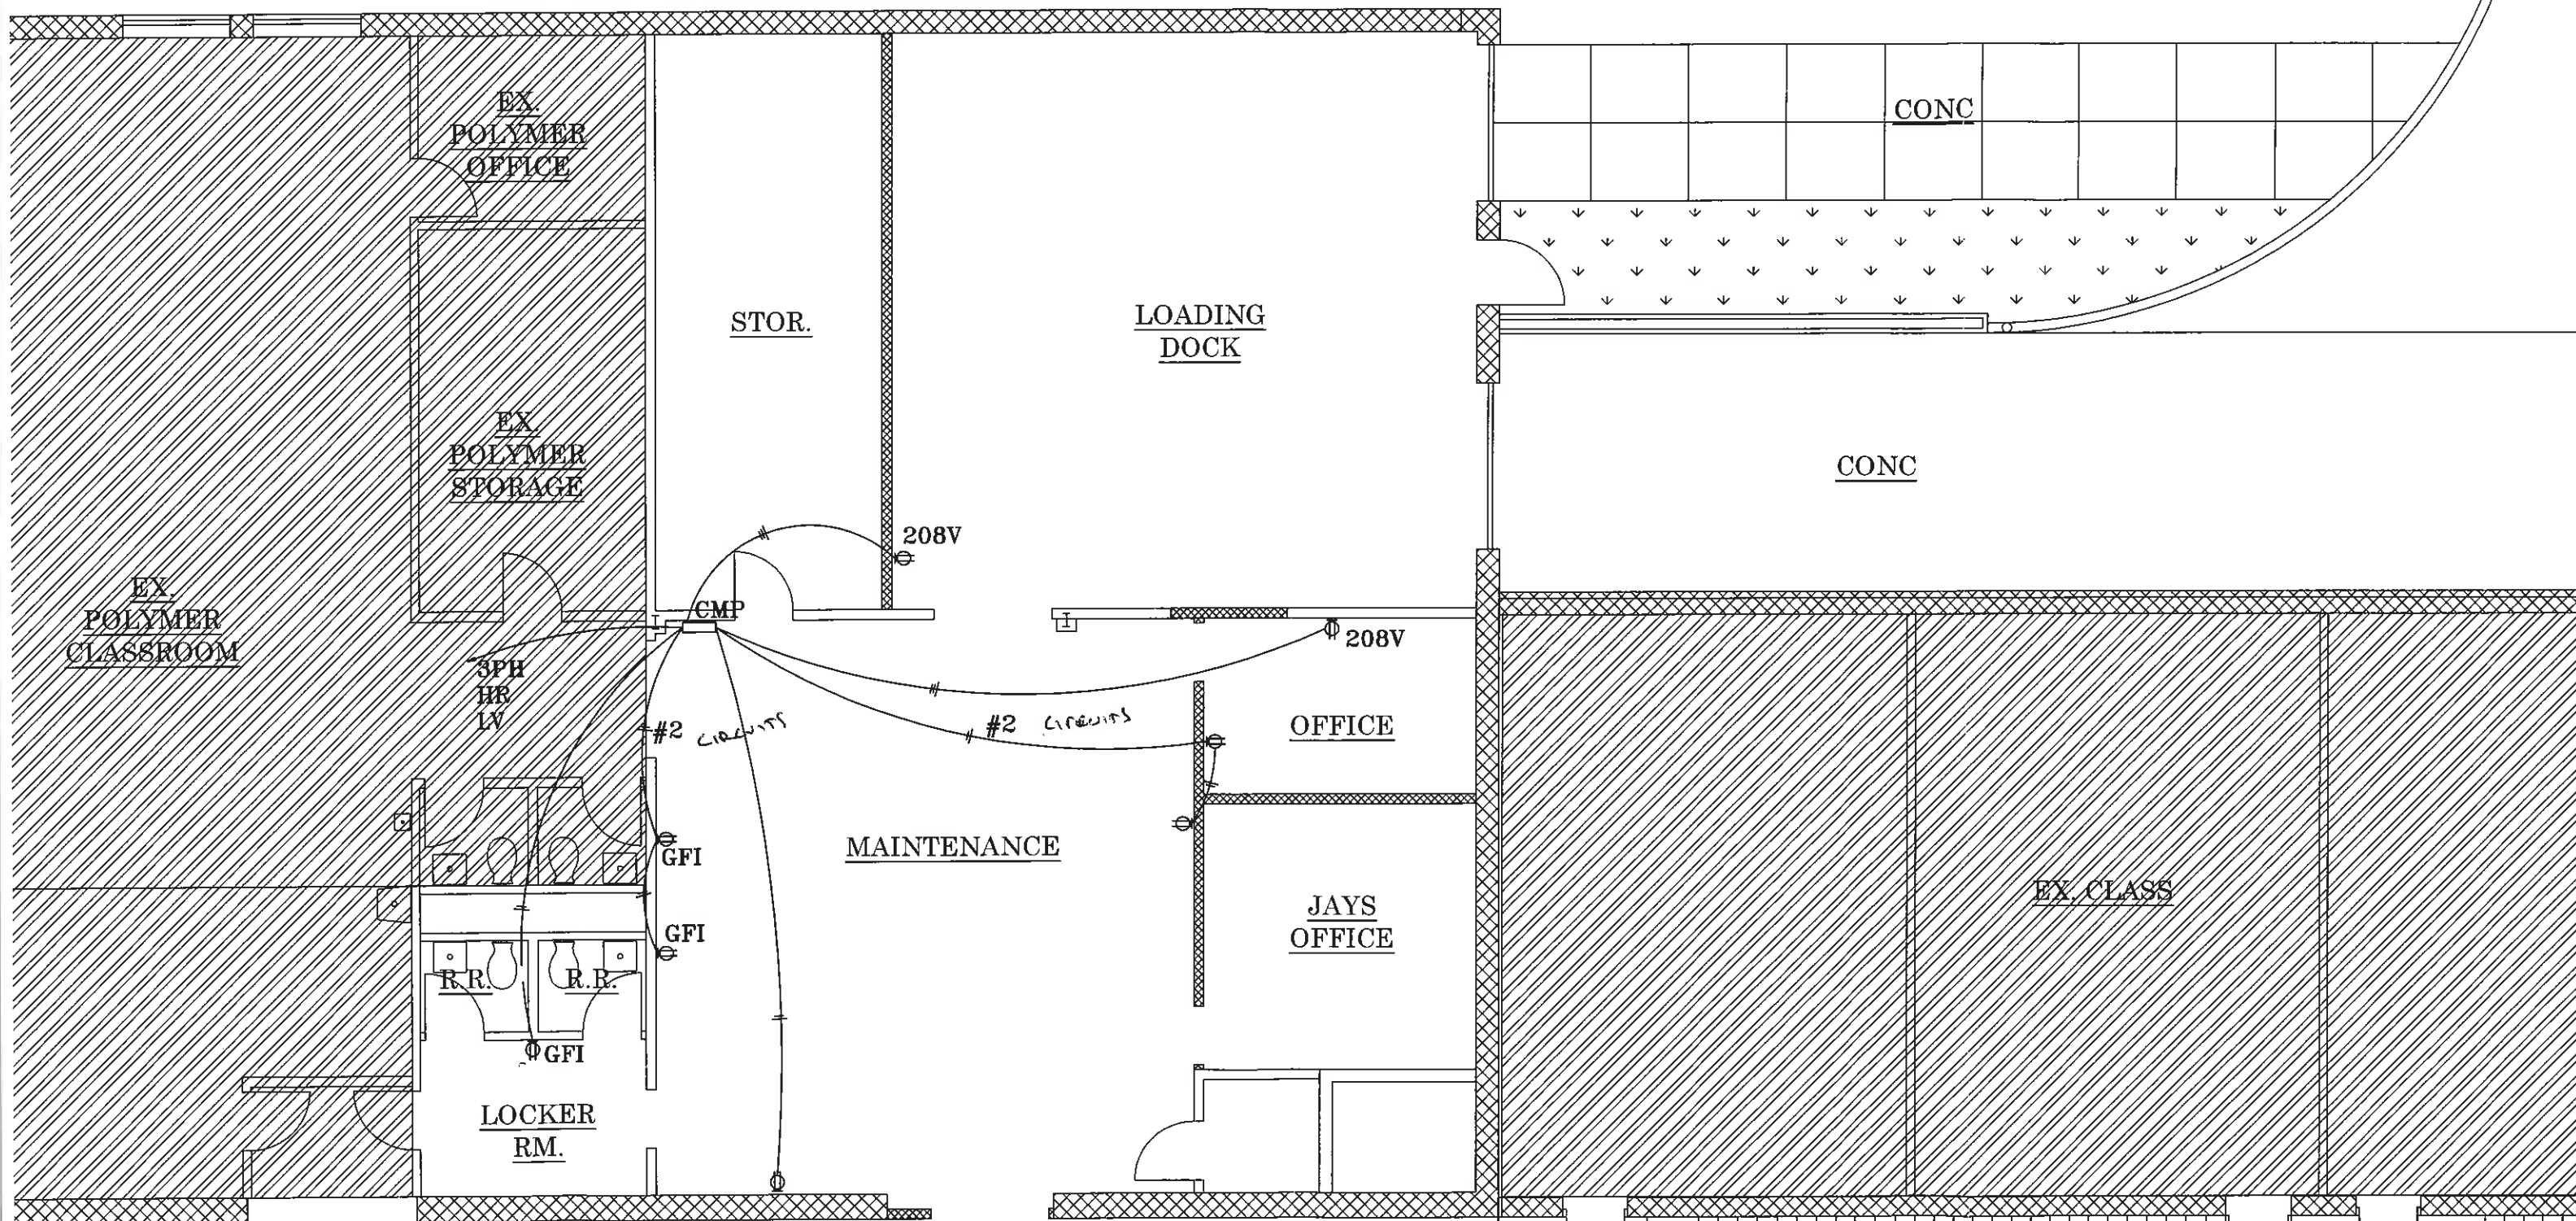 EX.
POLYMER
OFFICE
CONC
STOR.
LOADING
DOCK
EX.
POLYMER
STORAGE
CONC
208V
EX.
POLYMER
CLASSROOM
CMP
208V
3PH
HR
LV
#2 CIRCUITS
#2 CIRCUITS
OFFICE
MAINTENANCE
GFI
EX. CLASS
JAYS
OFFICE
GFI
R.R.
R.R.
GFI
LOCKER
RM.